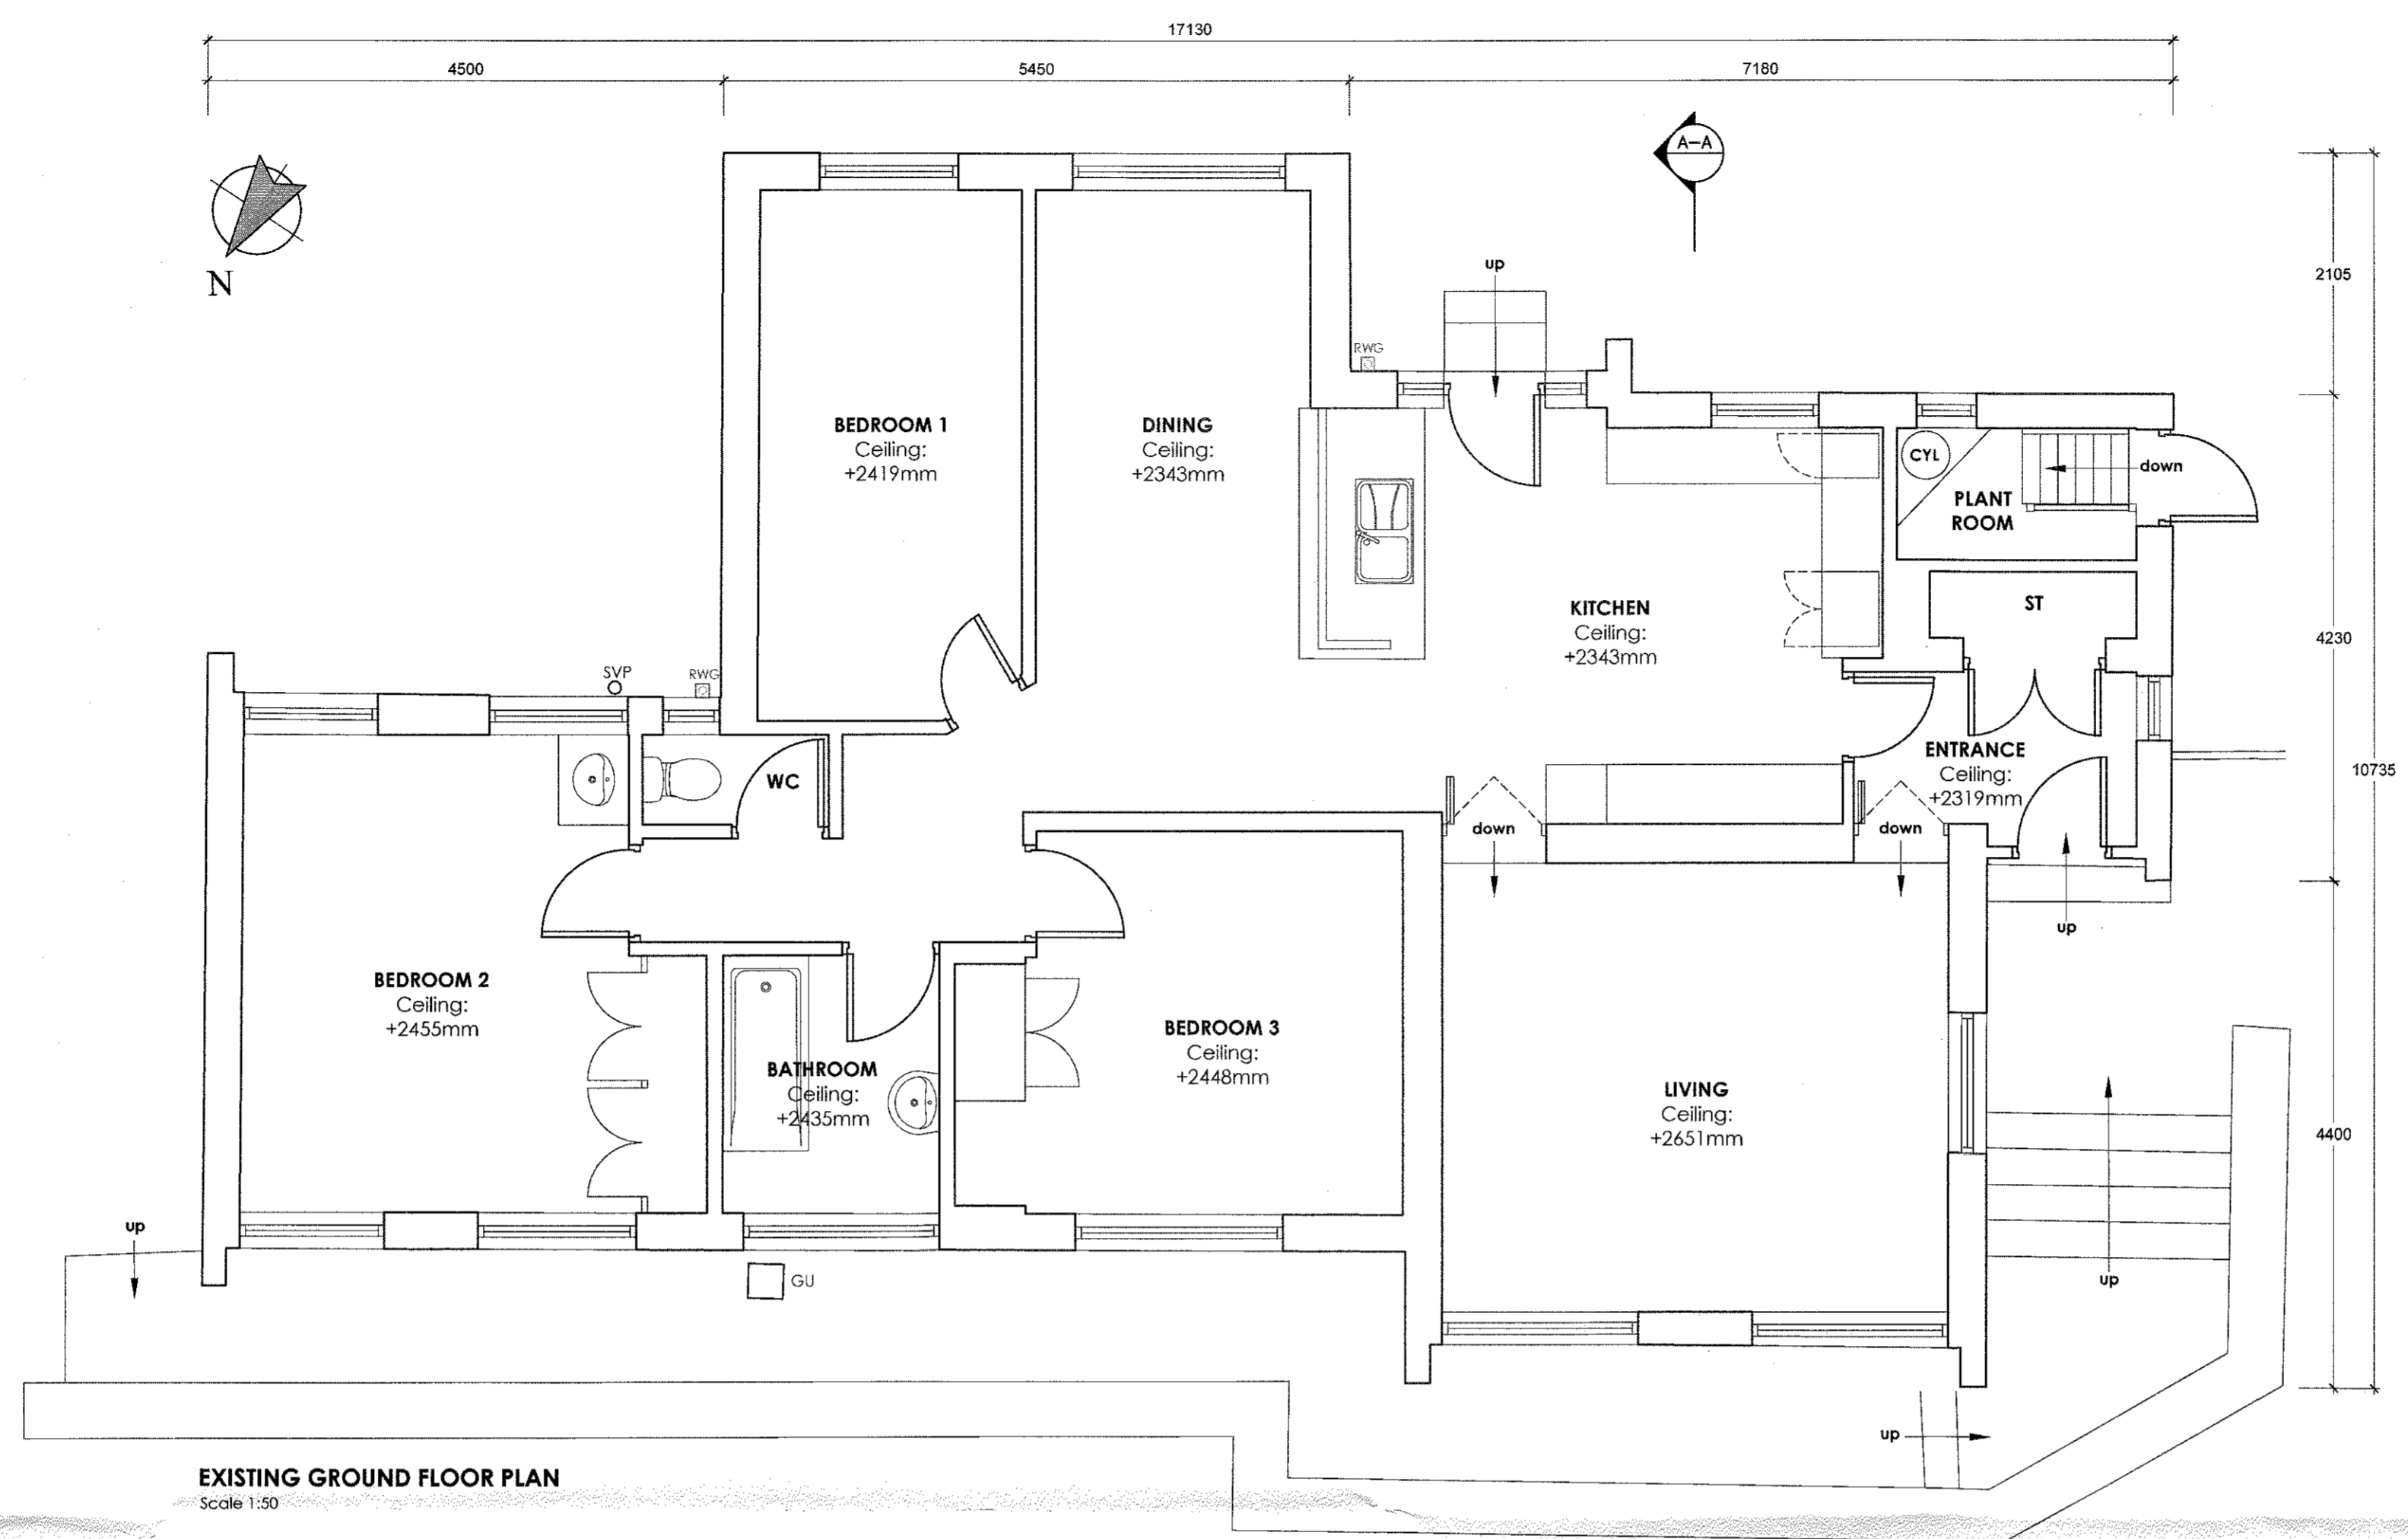 17130
4500
5450
7180
A–A
N
2105
up
RWG
BEDROOM 1
Ceiling:
+2419mm
DINING
Ceiling:
+2343mm
CYL
down
PLANT
ROOM
KITCHEN
Ceiling:
+2343mm
ST
4230
SVP
RWG
WC
ENTRANCE
Ceiling:
+2319mm
10735
down
down
up
BEDROOM 2
Ceiling:
+2455mm
BATHROOM
Ceiling:
+2435mm
BEDROOM 3
Ceiling:
+2448mm
LIVING
Ceiling:
+2651mm
4400
up
GU
up
up
EXISTING GROUND FLOOR PLAN
Scale 1:50